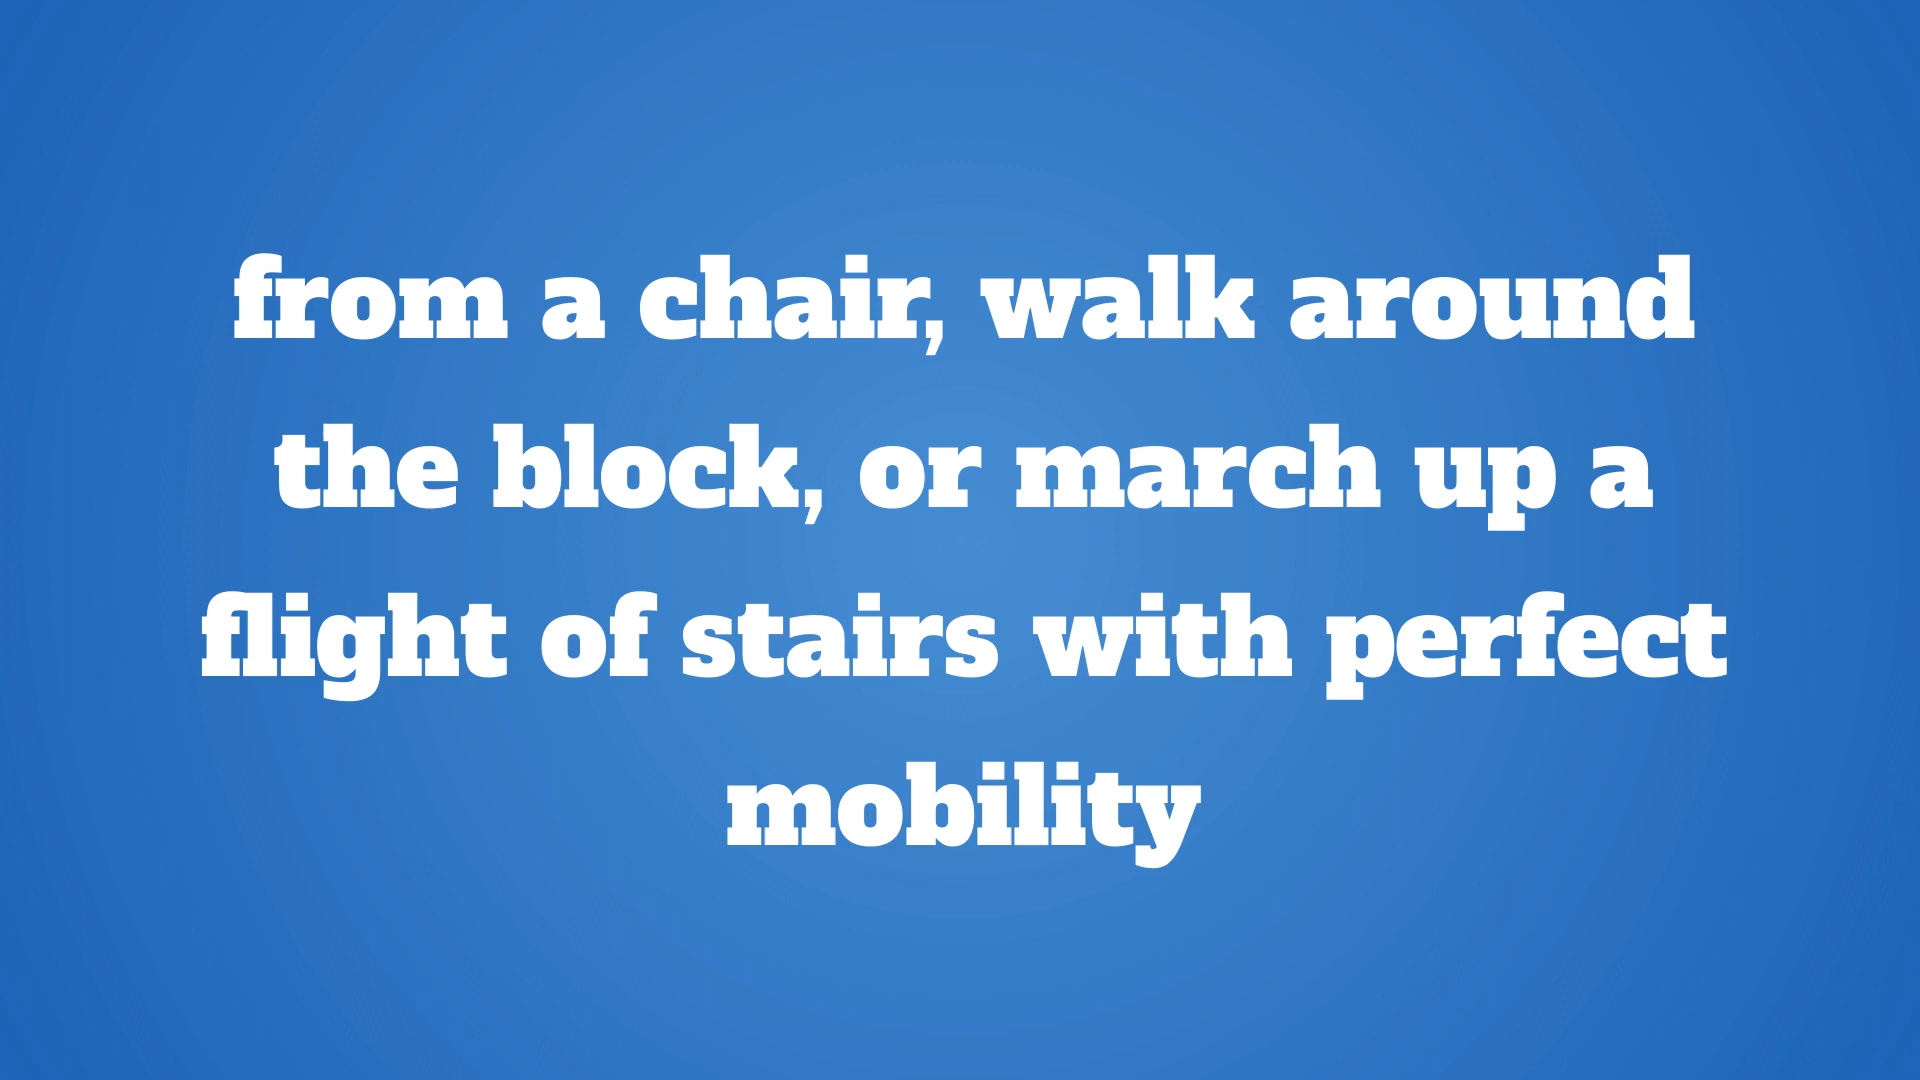 from a chair, walk around
the block, or march up a
flight of stairs with perfect
mobility